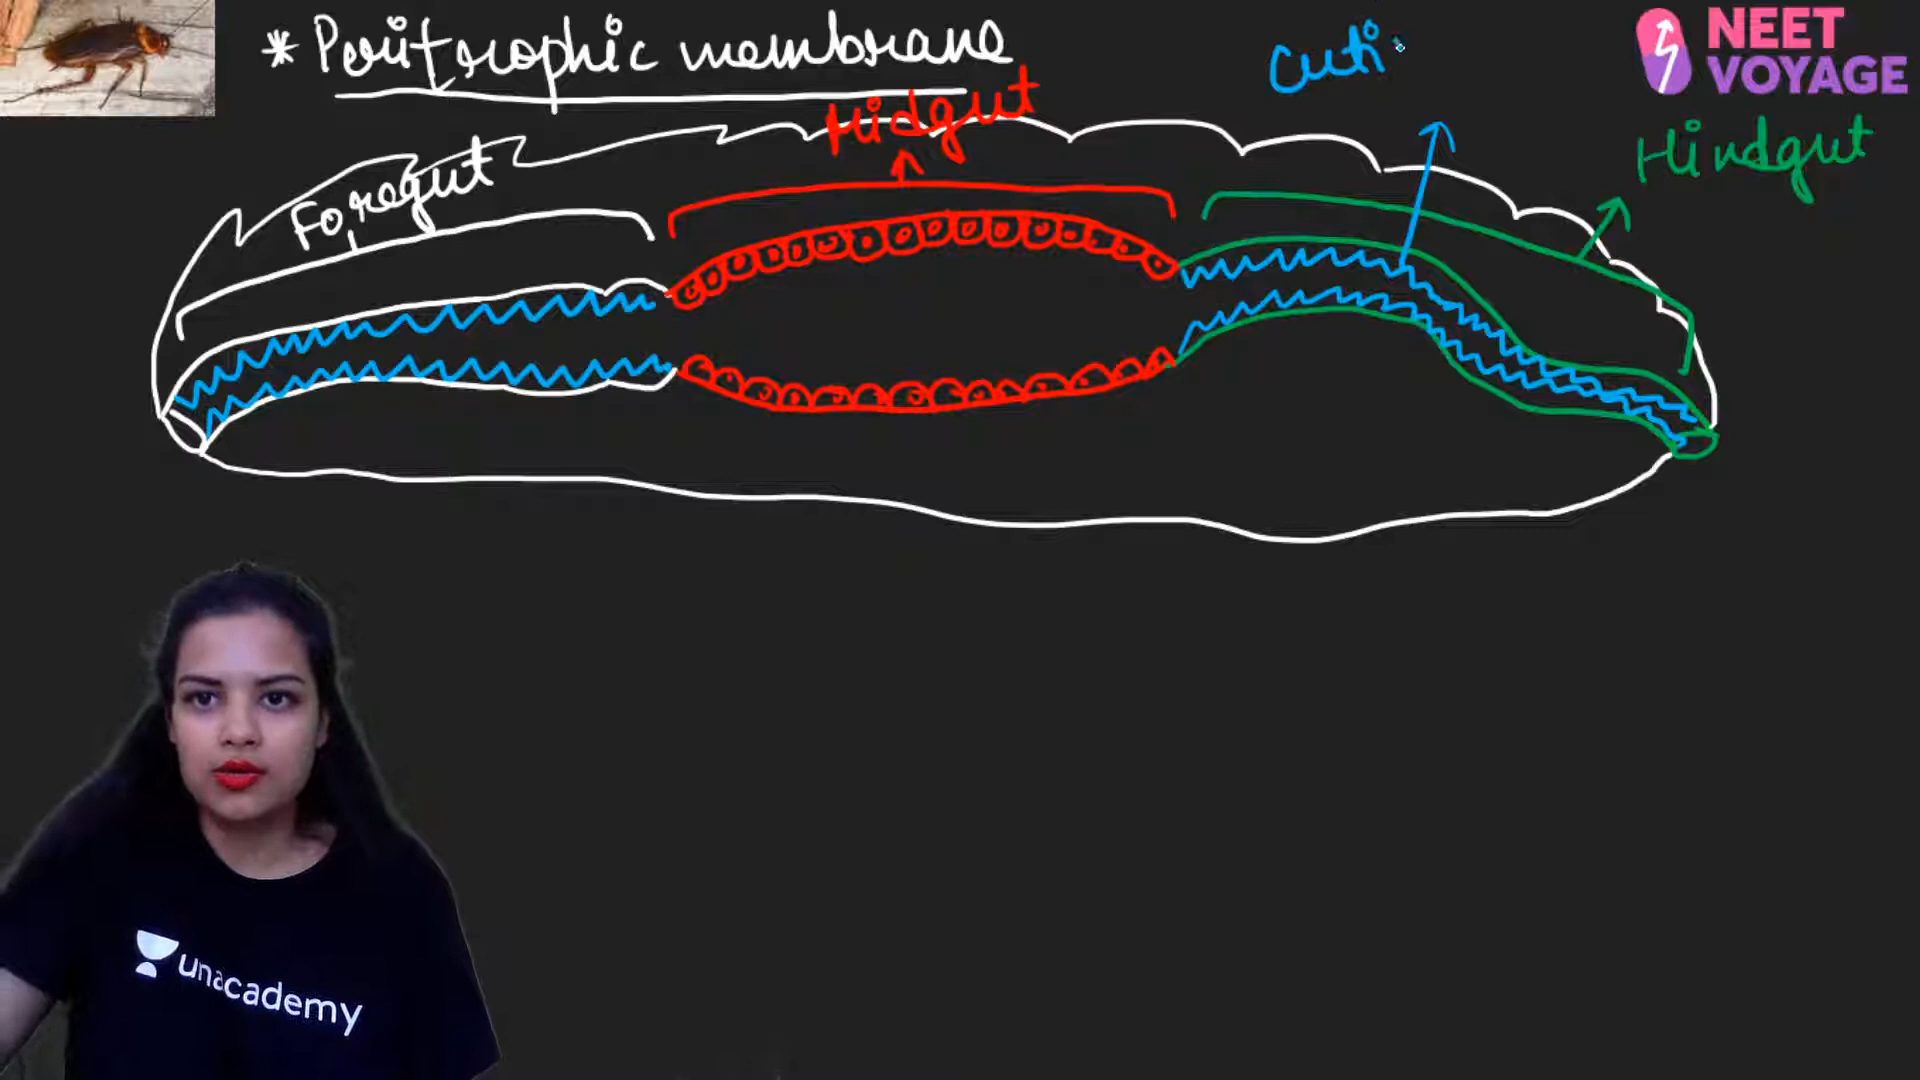 * Peritrophic membrane
Cuti
NEET
VOYAGE
Midgut
Hindgut
Foregut
unacademy